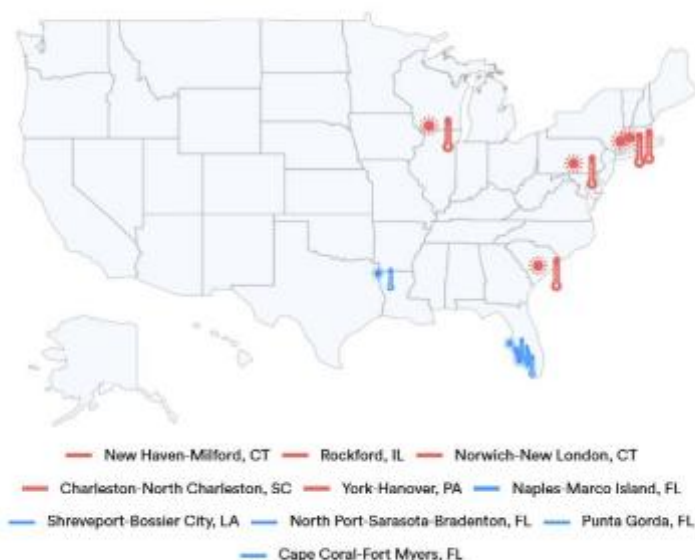 New Haven-Milford, CT Rockford, IL Norwich-New London, CT
Charleston-North Charleston, SC York-Hanover, PA Naples-Marco Island, FL
Shreveport-Bossier City, LA North Port-Sarasota-Bradenton, FL Punta Gorda, FL
Cape Coral-Fort Myers, FL